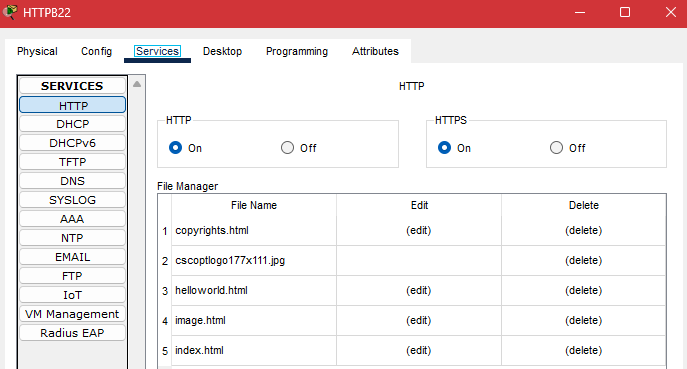 HTTPB22
Physical Config Services Desktop Programming Attributes
SERVICES
HTTP
DHCP
DHCPv6
TFTP
DNS
SYSLOG
AAA
NTP
EMAIL
FTP
IoT
VM Management
Radius EAP
HTTP
HTTP
On Off
HTTPS
On Off
File Manager
File Name Edit Delete
1 copyrights.html (edit) (delete)
2 cscoptlogo177x111.jpg (delete)
3 helloworld.html (edit) (delete)
4 image.html (edit) (delete)
5 index.html (edit) (delete)